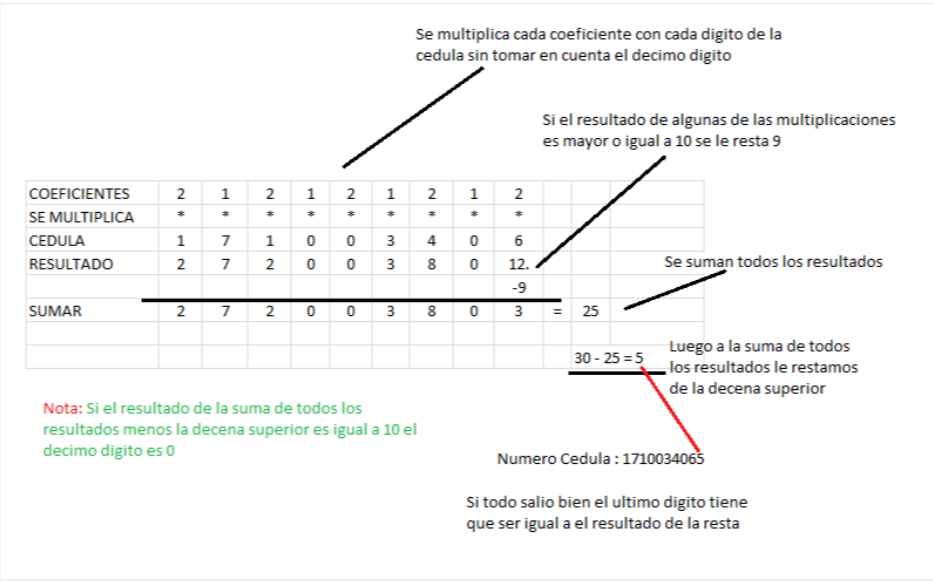 Se multiplica cada coeficiente con cada digito de la
cedula sin tomar en cuenta el decimo digito
Si el resultado de algunas de las multiplicaciones
es mayor o igual a 10 se le resta 9
COEFICIENTES 2 1 2 1 2 1 2 1 2
SE MULTIPLICA * * * * * * * * *
CEDULA 1 7 1 0 0 3 4 0 6
RESULTADO 2 7 2 0 0 3 8 0 12.
-9
Se suman todos los resultados
SUMAR 2 7 2 0 0 3 8 0 3 = 25
30 - 25 = 5
Luego a la suma de todos
los resultados le restamos
de la decena superior
Nota: Si el resultado de la suma de todos los
resultados menos la decena superior es igual a 10 el
decimo digito es 0
Numero Cedula : 1710034065
Si todo salio bien el ultimo digito tiene
que ser igual a el resultado de la resta